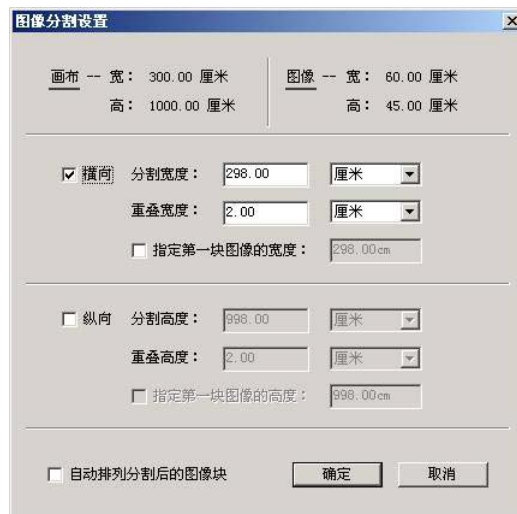 图像分割设置
画布 -- 宽： 300.00 厘米
高： 1000.00 厘米
图像 -- 宽： 60.00 厘米
高： 45.00 厘米
横向 分割宽度： 298.00 厘米
重叠宽度： 2.00 厘米
指定第一块图像的宽度： 298.00cm
纵向 分割高度： 998.00 厘米
重叠高度： 2.00 厘米
指定第一块图像的高度： 998.00cm
自动排列分割后的图像块 确定 取消